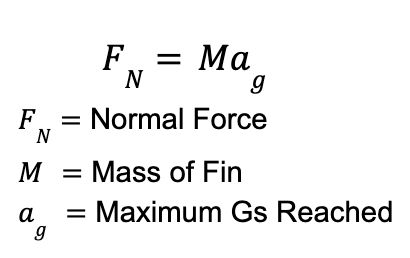 F_N = Ma_g
F_N = Normal Force
M = Mass of Fin
a_g = Maximum Gs Reached